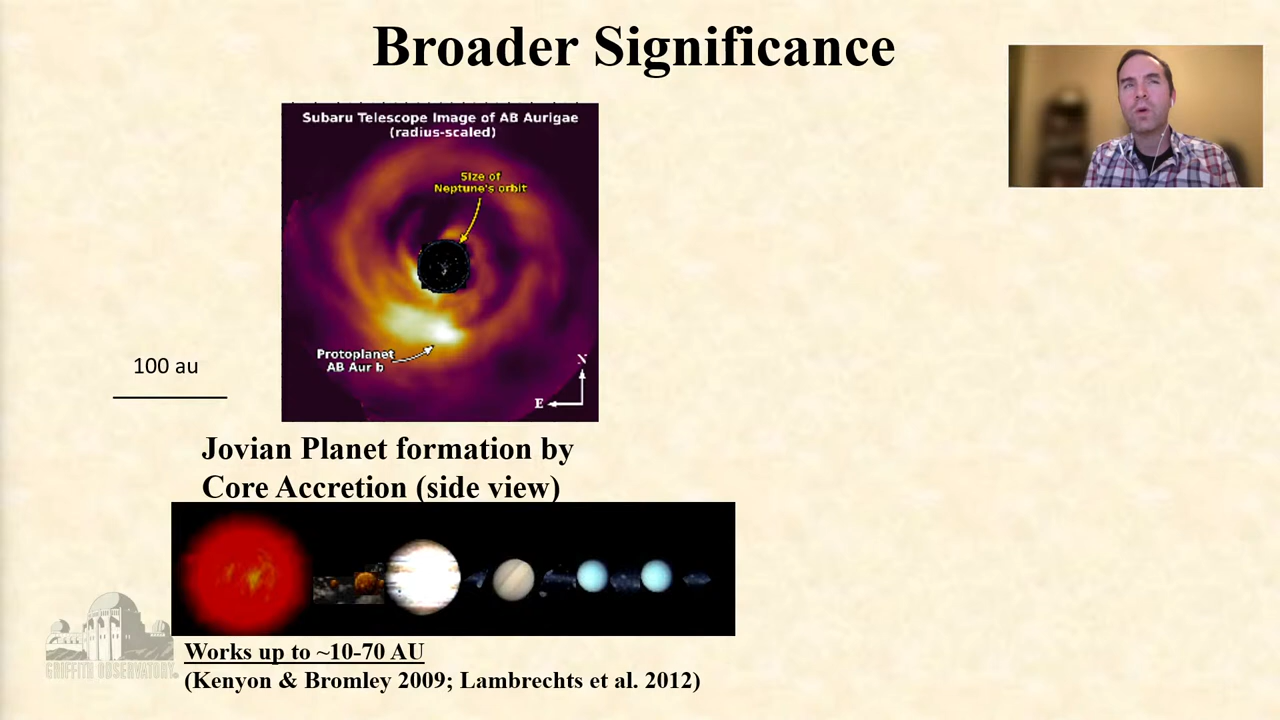 Broader Significance
Subaru Telescope Image of AB Aurigae
(radius-scaled)
Size of
Neptune's orbit
Protoplanet
AB Aur b
N
E
100 au
Jovian Planet formation by
Core Accretion (side view)
GRIFFITH OBSERVATORY
Works up to ~10-70 AU
(Kenyon & Bromley 2009; Lambrechts et al. 2012)